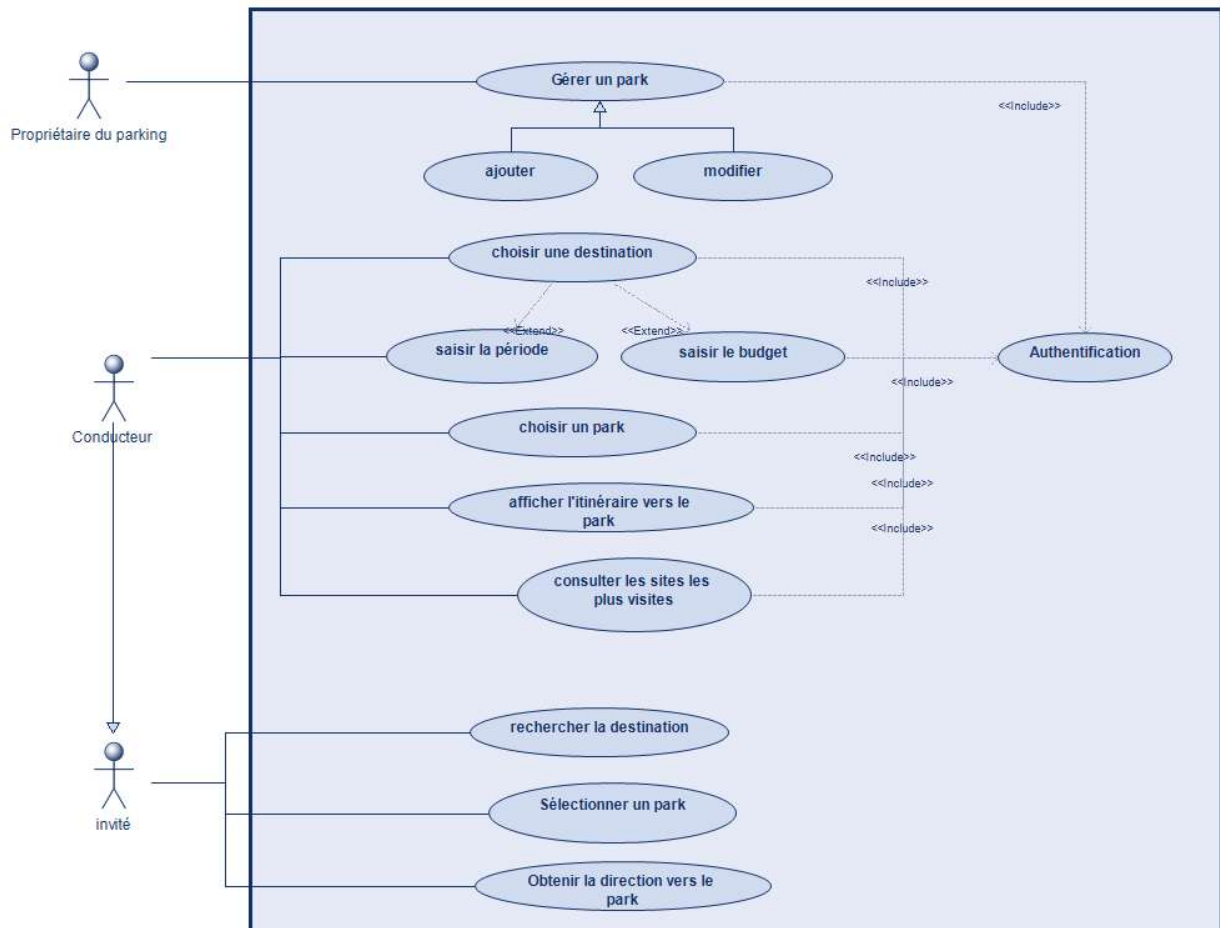 Gérer un park
<<Include>>
Propriétaire du parking
ajouter
modifier
choisir une destination
<<Include>>
<<Extend>>
<<Extend>>
saisir la période
saisir le budget
Authentification
<<Include>>
Conducteur
choisir un park
<<Include>>
<<Include>>
afficher l'itinéraire vers le
park
<<Include>>
consulter les sites les
plus visites
rechercher la destination
Sélectionner un park
invité
Obtenir la direction vers le
park